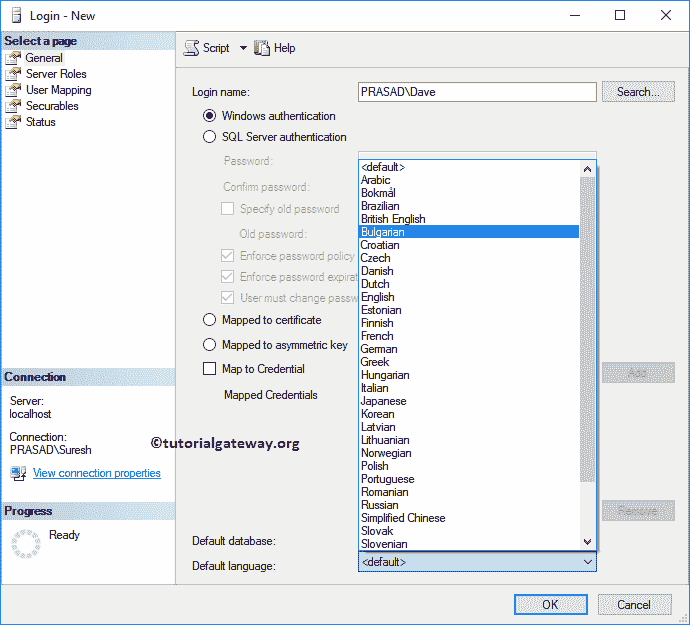 Login - New
Select a page
General
Server Roles
User Mapping
Securables
Status
Script
Help
Login name:
PRASAD\Dave
Search...
Windows authentication
SQL Server authentication
Password:
Confirm password:
Specify old password
Old password:
Enforce password policy
Enforce password expirat
User must change passw
Mapped to certificate
Mapped to asymmetric key
Map to Credential
Add
Mapped Credentials
Remove
Default database:
Default language:
<default>
Arabic
Bokmål
Brazilian
British English
Bulgarian
Croatian
Czech
Danish
Dutch
English
Estonian
Finnish
French
German
Greek
Hungarian
Italian
Japanese
Korean
Latvian
Lithuanian
Norwegian
Polish
Portuguese
Romanian
Russian
Simplified Chinese
Slovak
Slovenian
<default>
Connection
Server:
localhost
Connection:
PRASAD\Suresh
View connection properties
©tutorialgateway.org
Progress
Ready
OK
Cancel